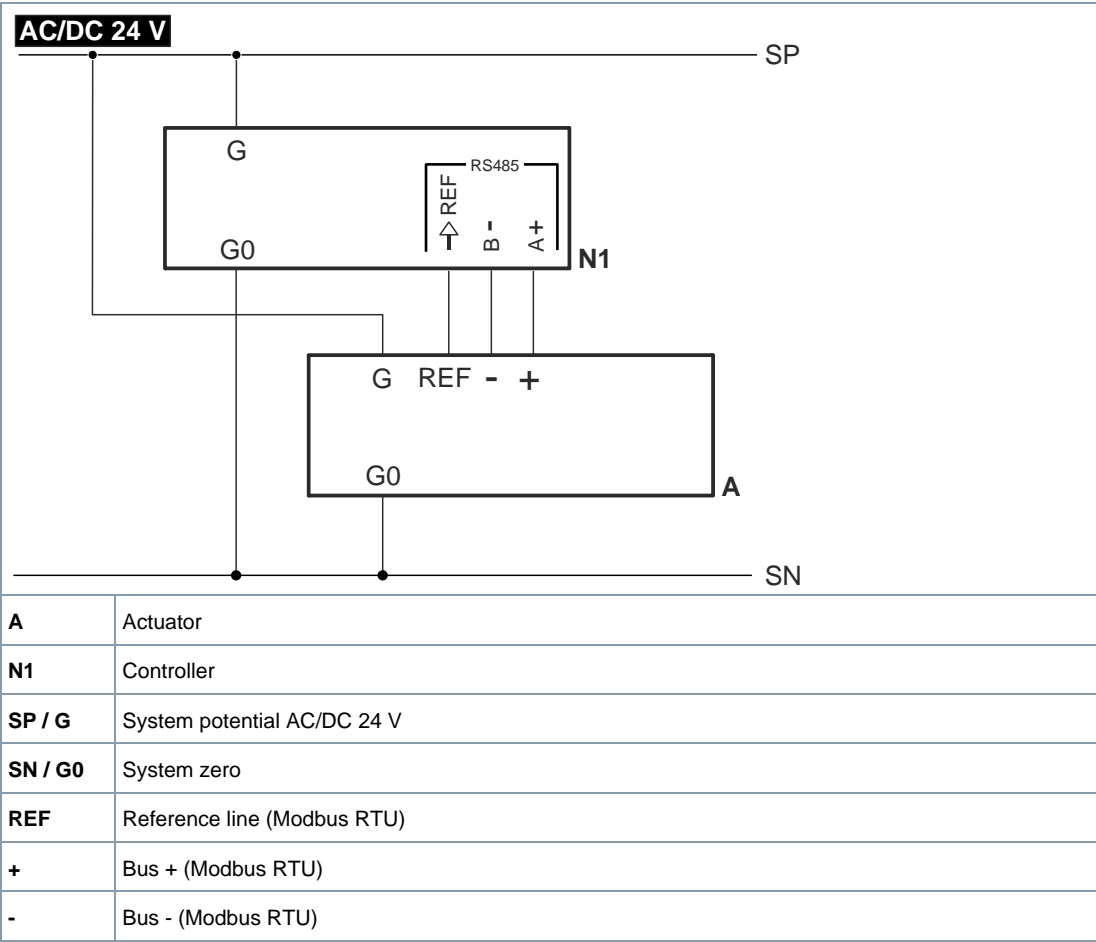 AC/DC 24 V
SP
G
RS485
REF
B -
A +
G0
N1
G REF - +
G0
A
SN
A Actuator
N1 Controller
SP / G System potential AC/DC 24 V
SN / G0 System zero
REF Reference line (Modbus RTU)
+ Bus + (Modbus RTU)
- Bus - (Modbus RTU)